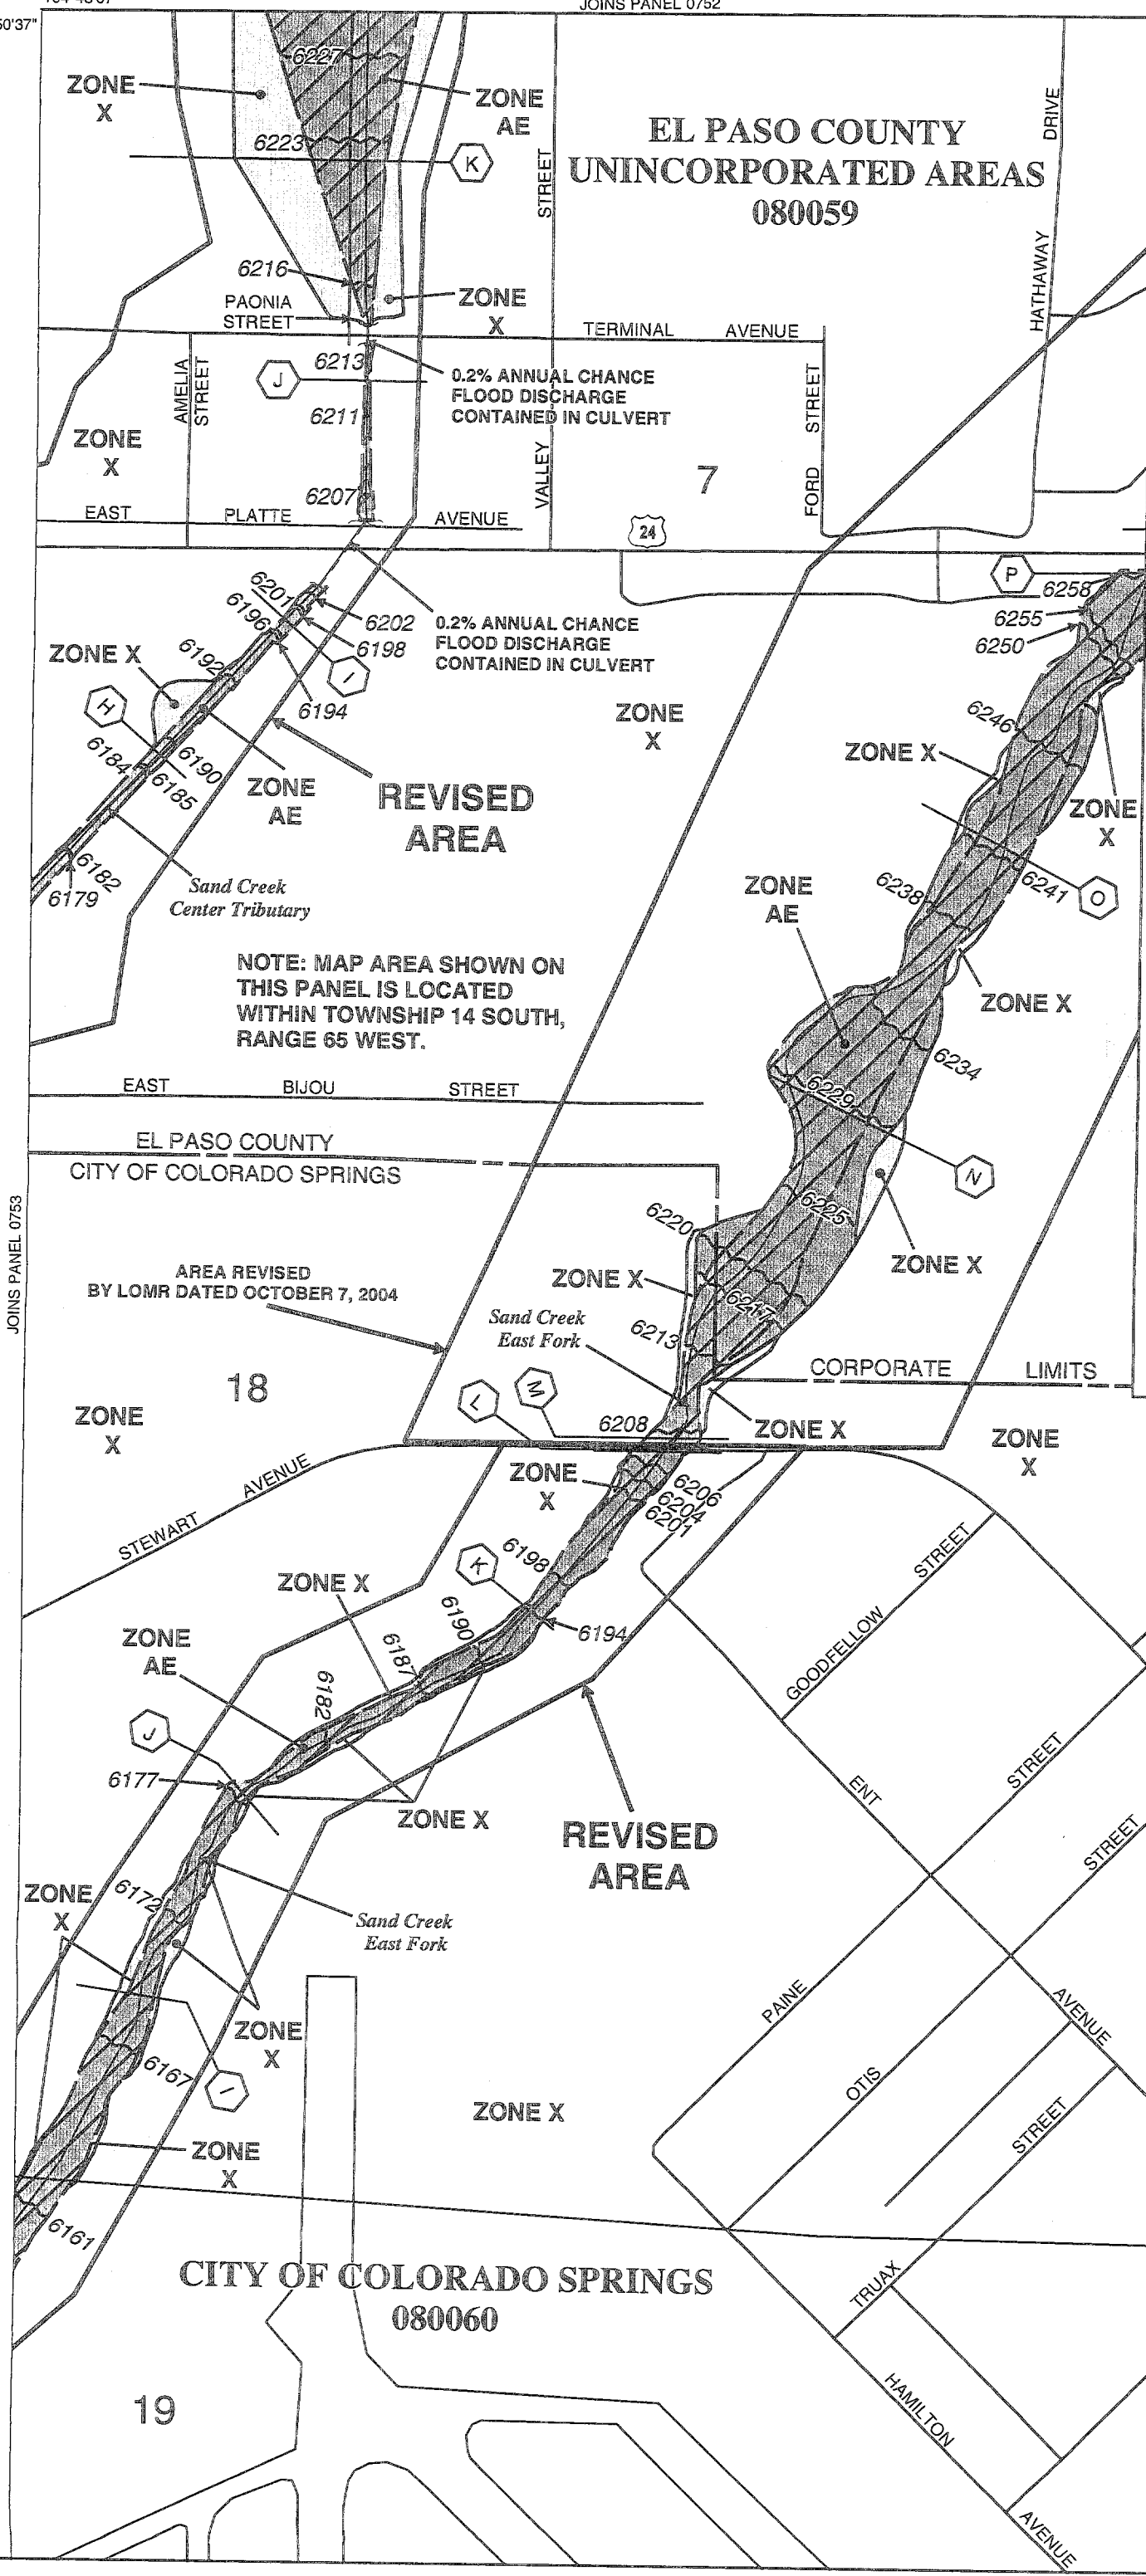 JOINS PANEL 0752
ZONE
X
6227
ZONE
AE
6223
K
STREET
EL PASO COUNTY
UNINCORPORATED AREAS
080059
DRIVE
HATHAWAY
6216
PAONIA
STREET
ZONE
X
TERMINAL AVENUE
AMELIA
STREET
6213
J
0.2% ANNUAL CHANCE
FLOOD DISCHARGE
CONTAINED IN CULVERT
6211
FORD STREET
ZONE
X
VALLEY
7
6207
EAST PLATTE AVENUE
24
P
6258
6255
6250
6201
6202
6196
6198
0.2% ANNUAL CHANCE
FLOOD DISCHARGE
CONTAINED IN CULVERT
ZONE X
6192
I
6194
H
ZONE
X
6246
ZONE X
6184
6190
6185
ZONE
AE
REVISED
AREA
ZONE
X
6182
6179
Sand Creek
Center Tributary
ZONE
AE
6238
6241
O
NOTE: MAP AREA SHOWN ON
THIS PANEL IS LOCATED
WITHIN TOWNSHIP 14 SOUTH,
RANGE 65 WEST.
ZONE X
6234
EAST BIJOU STREET
6229
EL PASO COUNTY
CITY OF COLORADO SPRINGS
N
JOINS PANEL 0753
6225
6220
ZONE X
AREA REVISED
BY LOMR DATED OCTOBER 7, 2004
ZONE X
6217
Sand Creek
East Fork
6213
CORPORATE LIMITS
18
L
M
6208
ZONE X
ZONE
X
ZONE
X
STEWART AVENUE
ZONE
X
6206
6204
6201
6198
K
GOODFELLOW STREET
ZONE X
6190
6194
ZONE
AE
6187
6182
J
6177
ZONE X
REVISED
AREA
ENT
STREET
STREET
ZONE
X
6172
Sand Creek
East Fork
PAINE
AVENUE
ZONE
X
6167
I
OTIS
ZONE X
STREET
ZONE
X
6161
CITY OF COLORADO SPRINGS
080060
TRUAX
19
HAMILTON
AVENUE